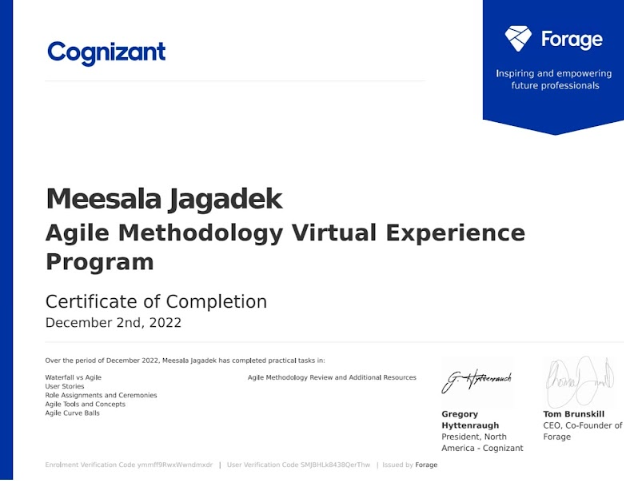 Cognizant
Forage
Inspiring and empowering
future professionals
Meesala Jagadek
Agile Methodology Virtual Experience
Program
Certificate of Completion
December 2nd, 2022
Over the period of December 2022, Meesala Jagadek has completed practical tasks in:
Waterfall vs Agile
User Stories
Role Assignments and Ceremonies
Agile Tools and Concepts
Agile Curve Balls
Agile Methodology Review and Additional Resources
G. Hyttenrauch
Gregory
Hyttenraugh
President, North
America - Cognizant
Tom Brunskill
CEO, Co-Founder of
Forage
Enrolment Verification Code | User Verification Code | Issued by Forage